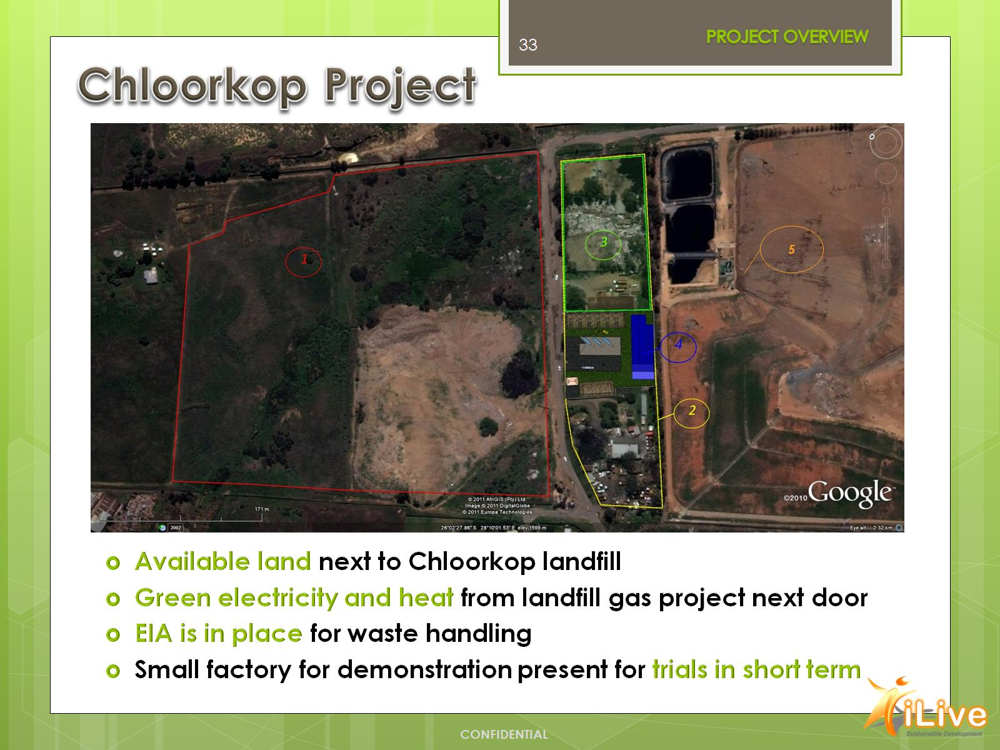 33
PROJECT OVERVIEW
Chloorkop Project
1
3
5
4
2
171 m
2002
© 2011 AfriGIS (Pty) Ltd.
Image © 2011 DigitalGlobe
© 2011 Europa Technologies
©2010 Google™
26°02'27.86" S 28°10'01.53" E elev 1599 m
Eye alt 2.32 km
Available land next to Chloorkop landfill
Green electricity and heat from landfill gas project next door
EIA is in place for waste handling
Small factory for demonstration present for trials in short term
iLive
Sustainable Development
CONFIDENTIAL